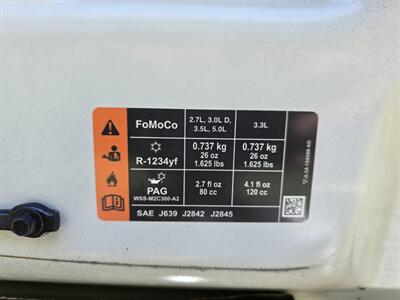 FoMoCo
2.7L, 3.0L D,
3.5L, 5.0L
3.3L
R-1234yf
0.737 kg
26 oz
1.625 lbs
0.737 kg
26 oz
1.625 lbs
PAG
WSS-M2C300-A2
2.7 fl oz
80 cc
4.1 fl oz
120 cc
SAE J639 J2842 J2845